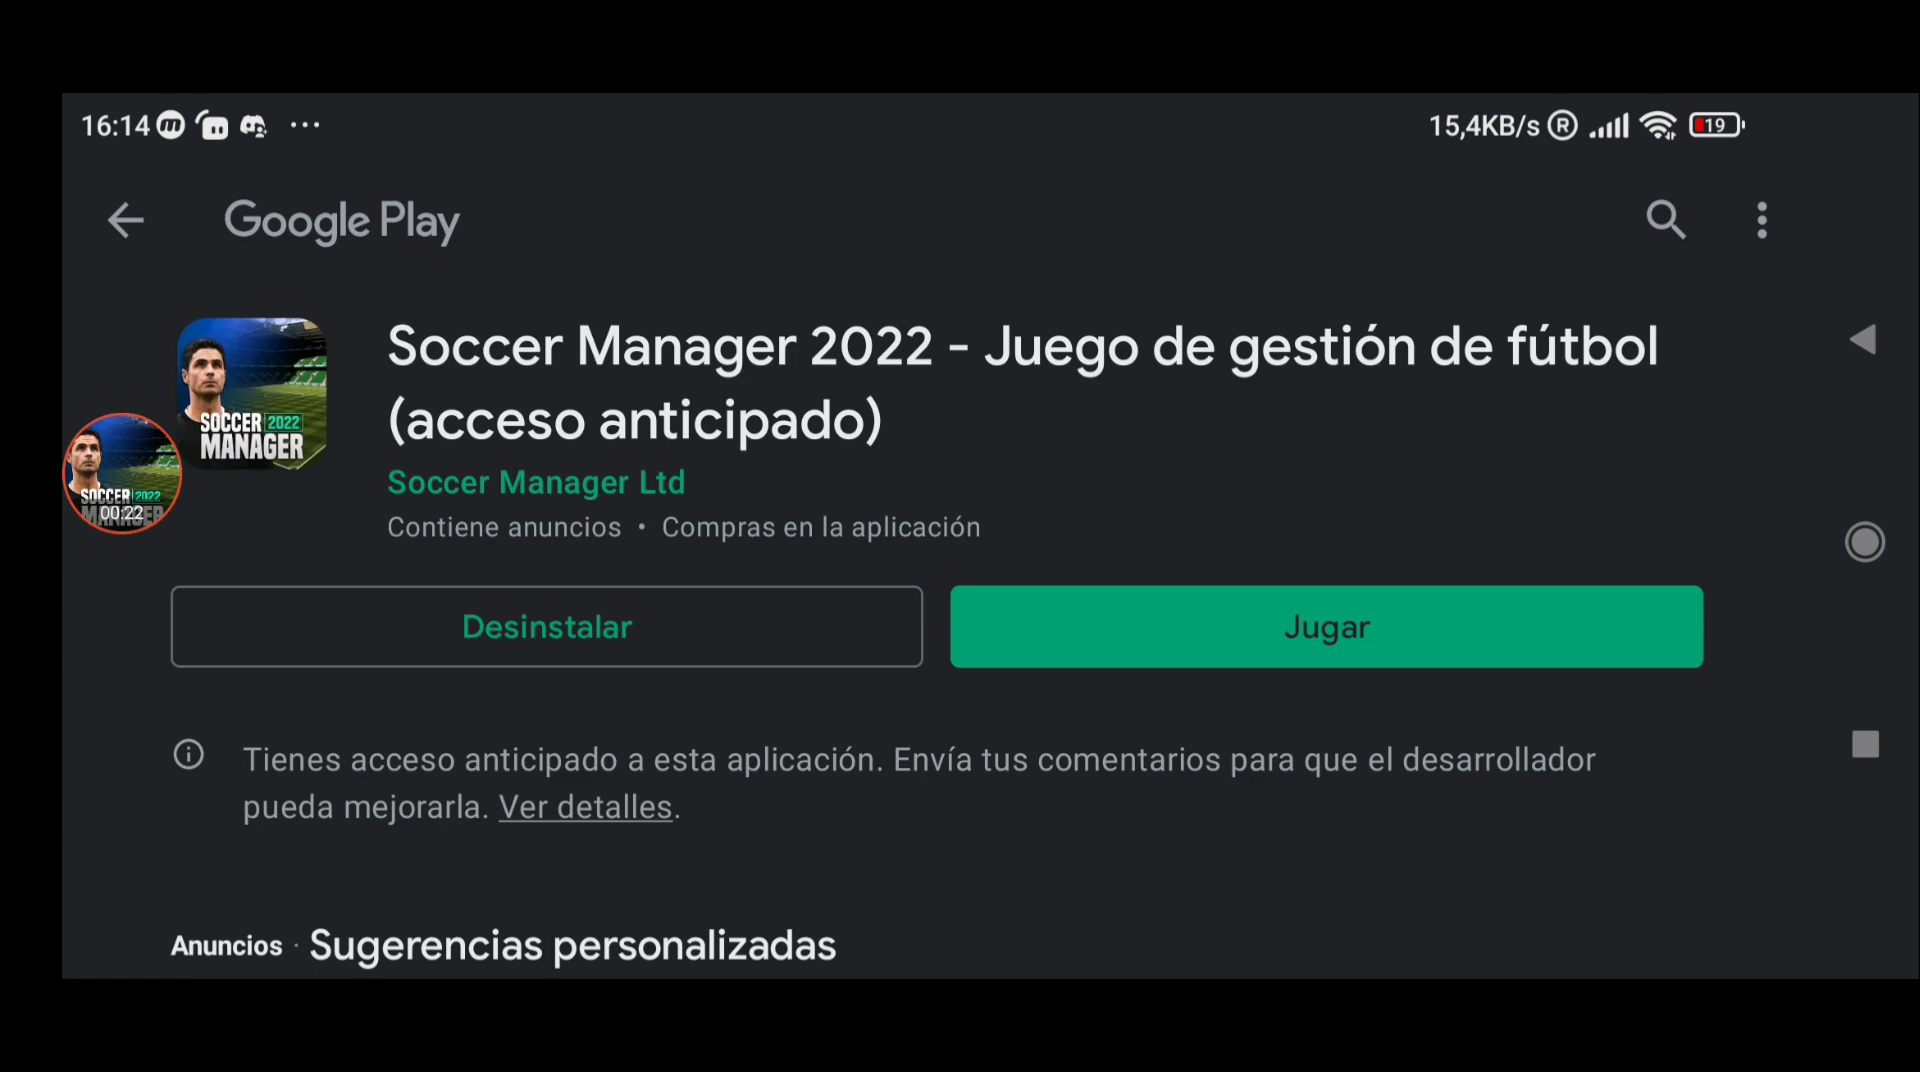 16:14
15,4KB/s R 19
Google Play
Soccer Manager 2022 - Juego de gestión de fútbol
(acceso anticipado)
SOCCER 2022
MANAGER
SOCCER 2022
MANAGER
00:22
Soccer Manager Ltd
Contiene anuncios • Compras en la aplicación
Desinstalar
Jugar
Tienes acceso anticipado a esta aplicación. Envía tus comentarios para que el desarrollador
pueda mejorarla. Ver detalles.
Anuncios · Sugerencias personalizadas